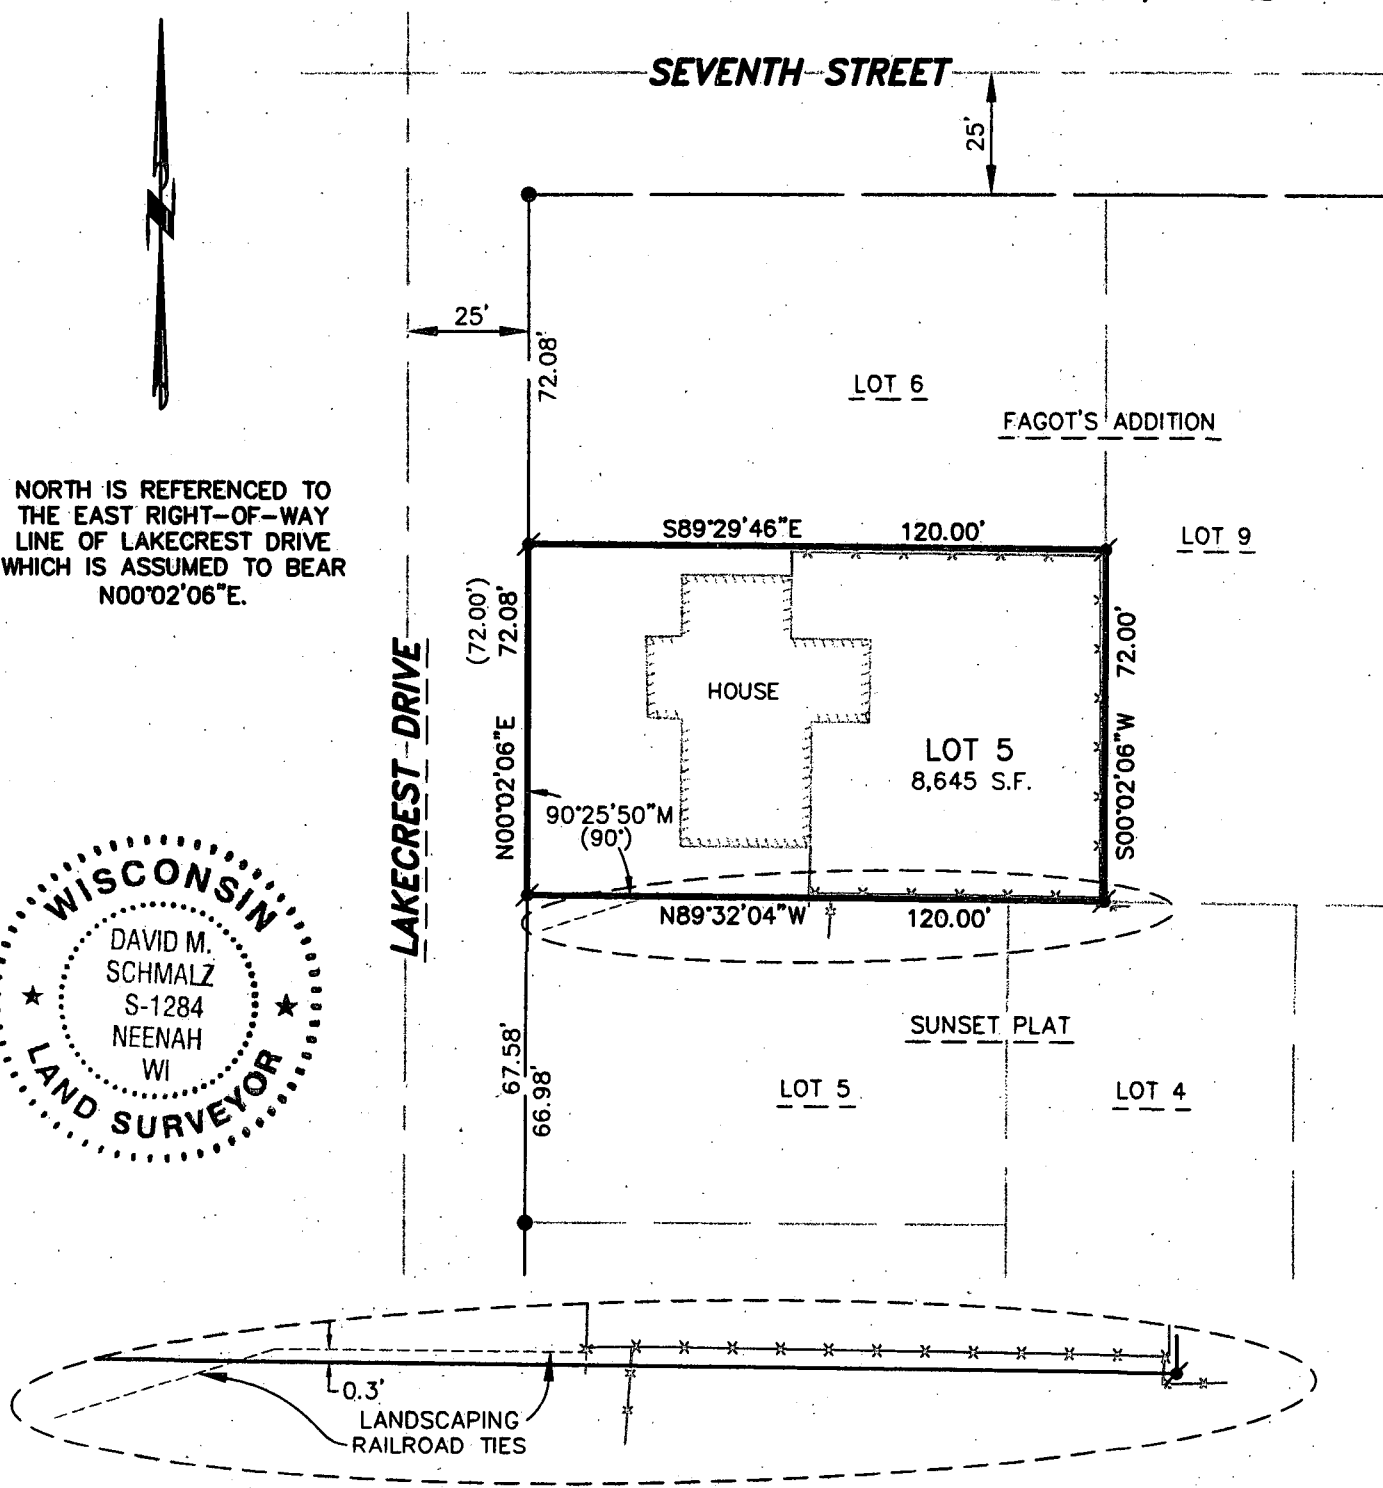 SEVENTH STREET
25'
25'
72.08'
LOT 6
FAGOT'S ADDITION
NORTH IS REFERENCED TO
THE EAST RIGHT-OF-WAY
LINE OF LAKECREST DRIVE
WHICH IS ASSUMED TO BEAR
N00°02'06"E.
S89°29'46"E 120.00'
LOT 9
(72.00')
72.08'
N00°02'06"E
HOUSE
72.00'
S00°02'06"W
LAKECREST DRIVE
LOT 5
8,645 S.F.
90°25'50"M
(90°)
N89°32'04"W 120.00'
WISCONSIN
DAVID M.
SCHMALZ
S-1284
NEENAH
WI
LAND SURVEYOR
SUNSET PLAT
67.58'
66.98'
LOT 5
LOT 4
0.3'
LANDSCAPING
RAILROAD TIES